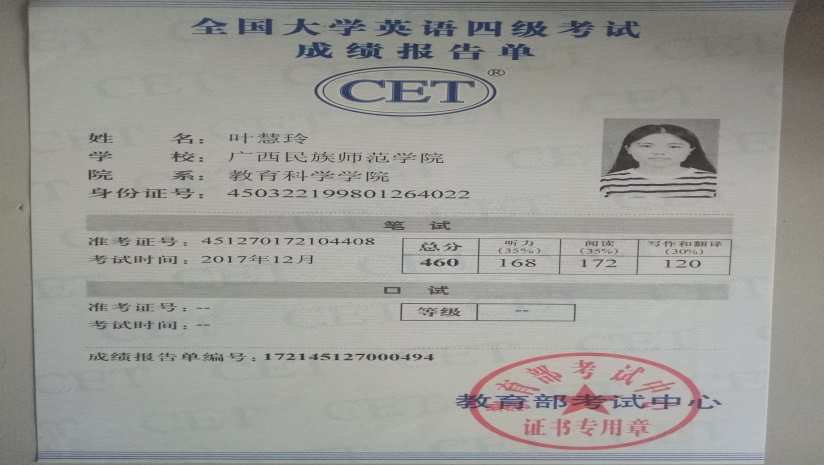 全国大学英语四级考试
成绩报告单
CET®
姓 名：叶慧玲
学 校：广西民族师范学院
院 系：教育科学学院
身份证号：450322199801264022
笔 试
准考证号：451270172104408
考试时间：2017年12月
总分 听力(35%) 阅读(35%) 写作和翻译(30%)
460 168 172 120
口 试
准考证号：--
考试时间：--
等级 --
成绩报告单编号：172145127000494
教育部考试中心
教育部考试中心
证书专用章